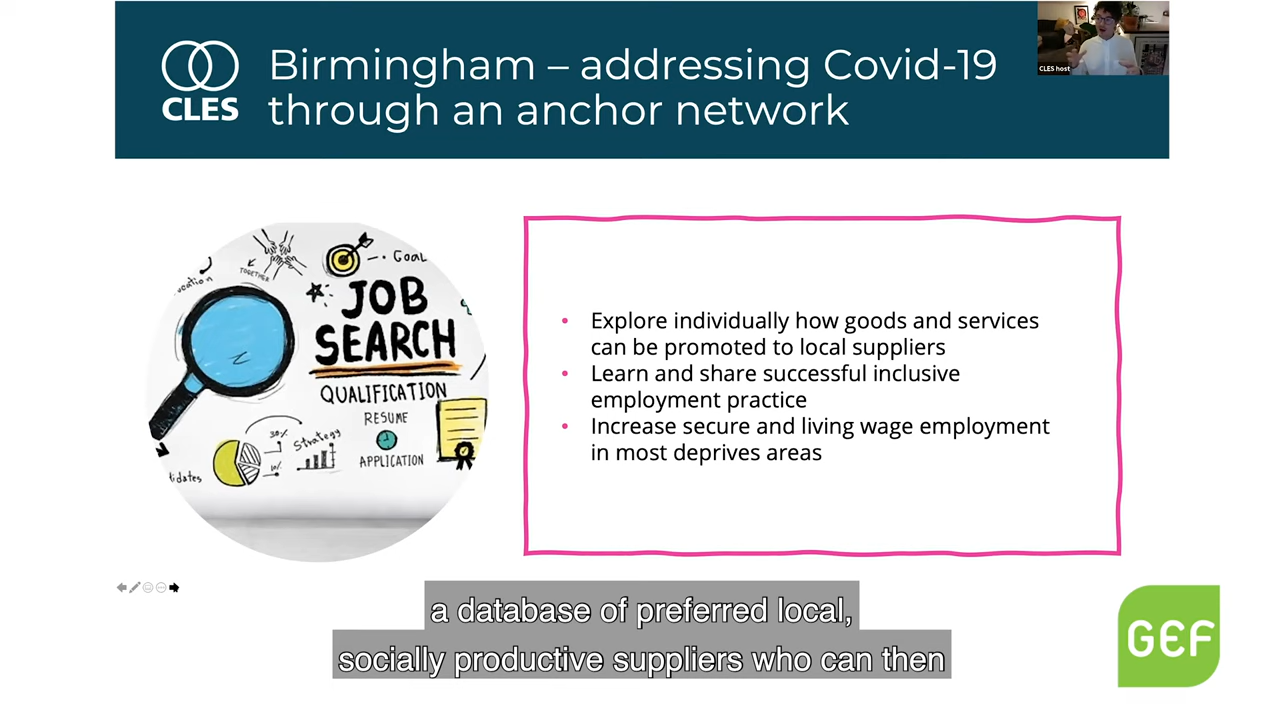 CLES
Birmingham – addressing Covid-19
through an anchor network
CLES host
TOGETHER
GOAL
JOB
SEARCH
QUALIFICATION
RESUME
APPLICATION
30%
10%
Strategy
• Explore individually how goods and services
can be promoted to local suppliers
• Learn and share successful inclusive
employment practice
• Increase secure and living wage employment
in most deprives areas
a database of preferred local,
socially productive suppliers who can then
GEF